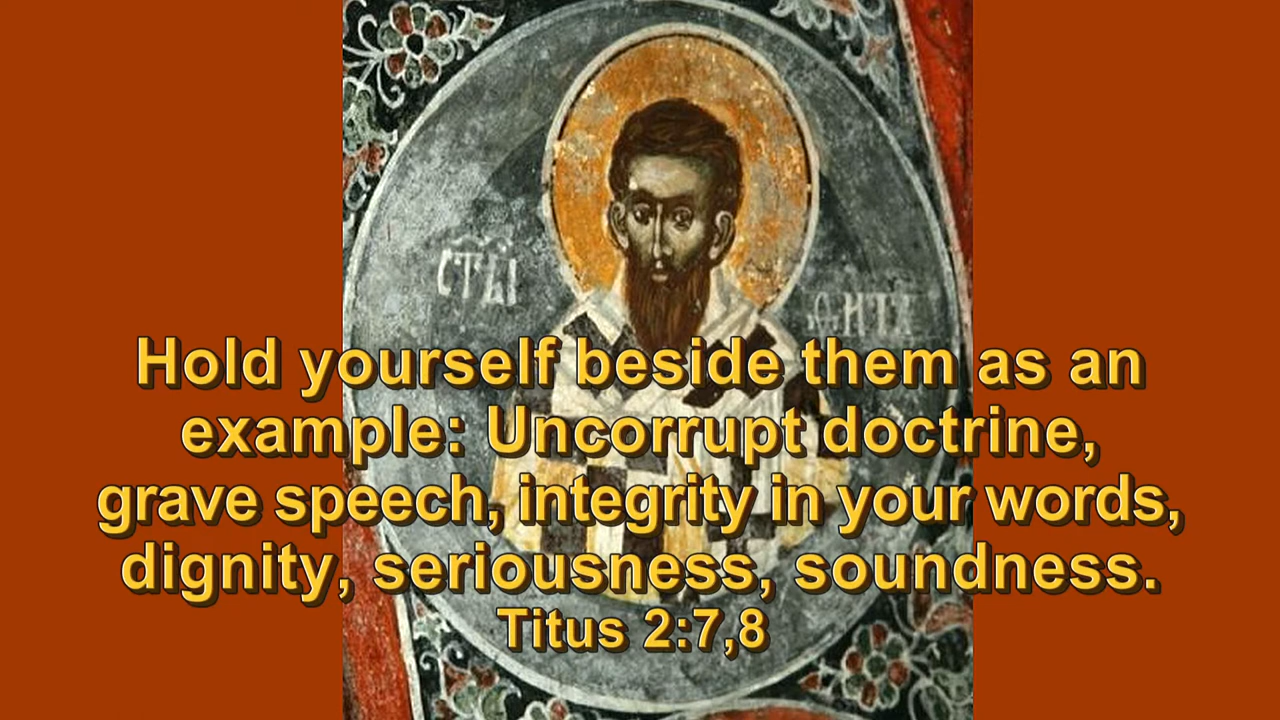 СТЫ
Hold yourself beside them as an
example: Uncorrupt doctrine,
grave speech, integrity in your words,
dignity, seriousness, soundness.
Titus 2:7,8